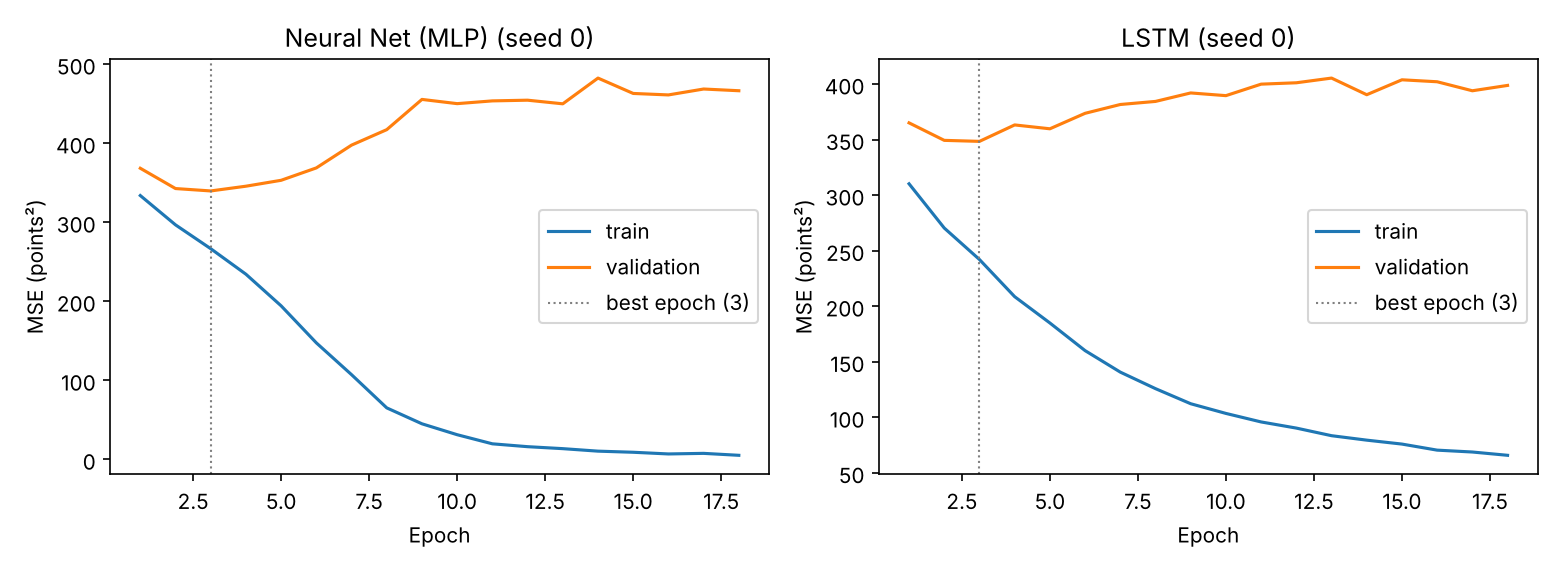 Neural Net (MLP) (seed 0)
MSE (points²)
500
400
300
200
100
0
train
validation
best epoch (3)
2.5 5.0 7.5 10.0 12.5 15.0 17.5
Epoch
LSTM (seed 0)
MSE (points²)
400
350
300
250
200
150
100
50
train
validation
best epoch (3)
2.5 5.0 7.5 10.0 12.5 15.0 17.5
Epoch